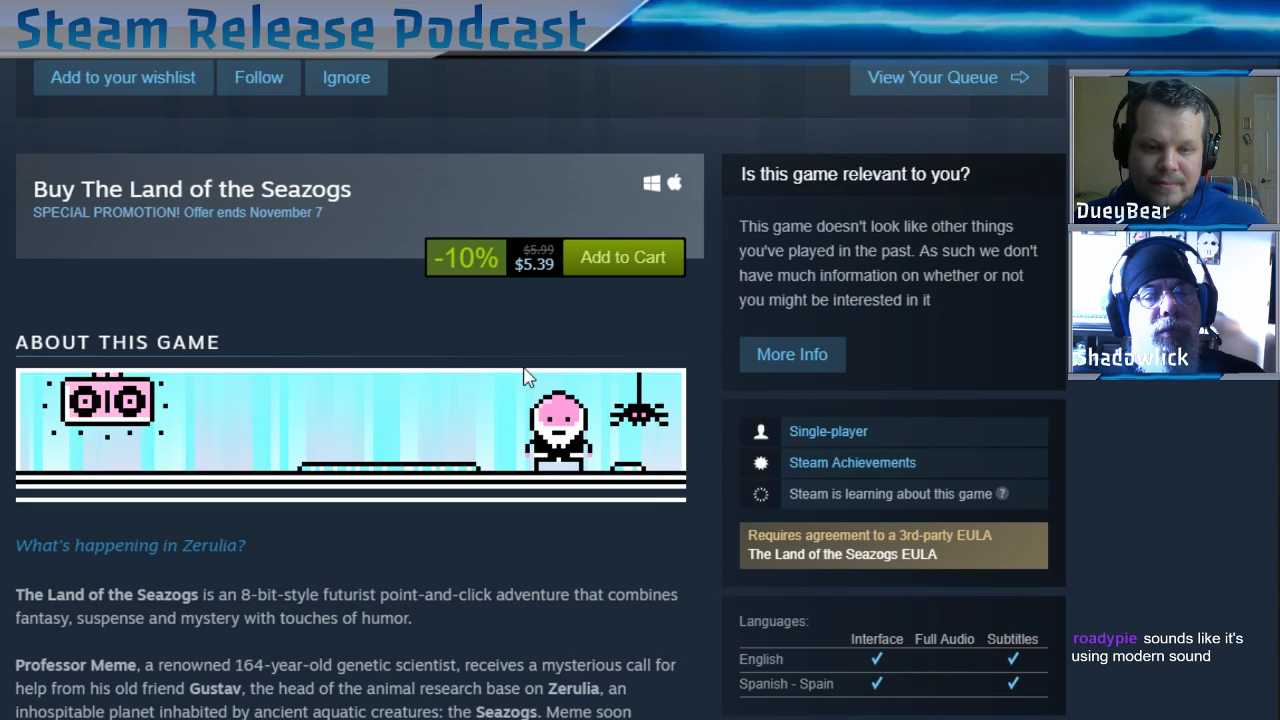 Steam Release Podcast
Add to your wishlist
Follow
Ignore
View Your Queue
Buy The Land of the Seazogs
SPECIAL PROMOTION! Offer ends November 7
-10%
$5.99
$5.39
Add to Cart
Is this game relevant to you?
This game doesn't look like other things
you've played in the past. As such we don't
have much information on whether or not
you might be interested in it
More Info
DueyBear
Shadowlick
ABOUT THIS GAME
Single-player
Steam Achievements
Steam is learning about this game ?
Requires agreement to a 3rd-party EULA
The Land of the Seazogs EULA
What's happening in Zerulia?
The Land of the Seazogs is an 8-bit-style futurist point-and-click adventure that combines
fantasy, suspense and mystery with touches of humor.
Professor Meme, a renowned 164-year-old genetic scientist, receives a mysterious call for
help from his old friend Gustav, the head of the animal research base on Zerulia, an
inhospitable planet inhabited by ancient aquatic creatures: the Seazogs. Meme soon
Languages:
Interface Full Audio Subtitles
English ✔ ✔
Spanish - Spain ✔ ✔
roadypie sounds like it's
using modern sound